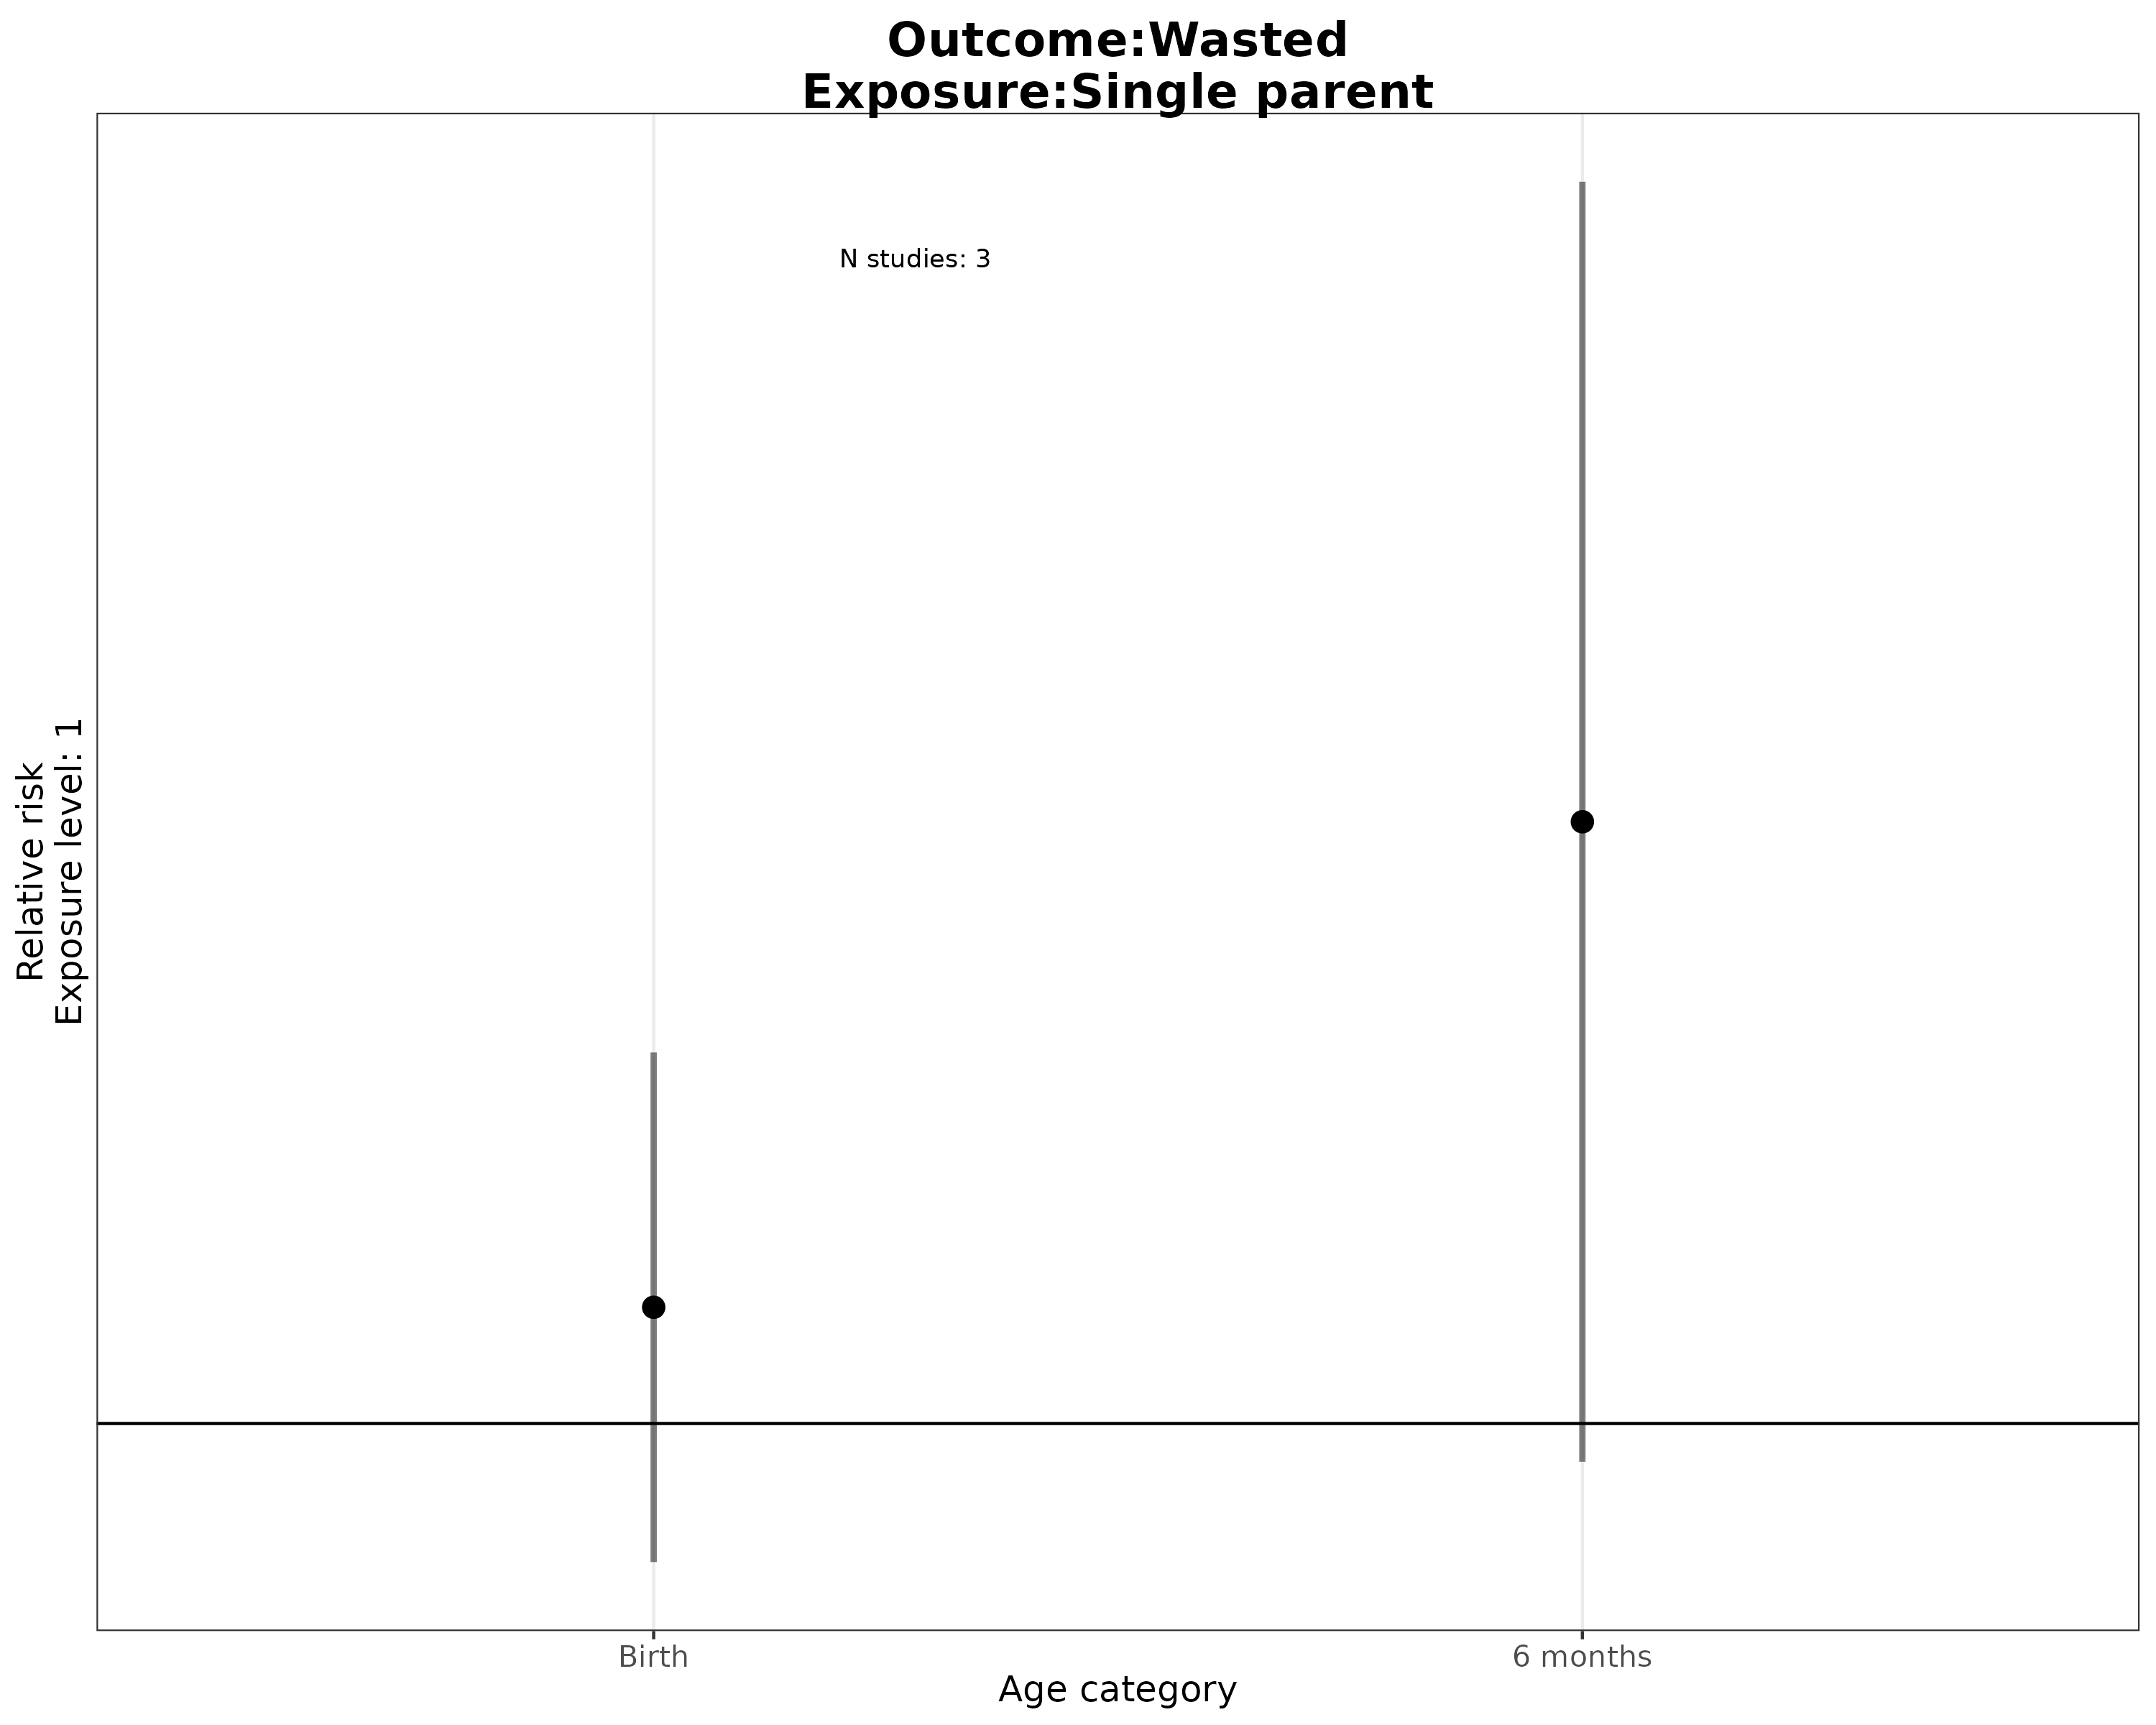 Outcome:Wasted
Exposure:Single parent
N studies: 3
Relative risk
Exposure level: 1
Birth
6 months
Age category